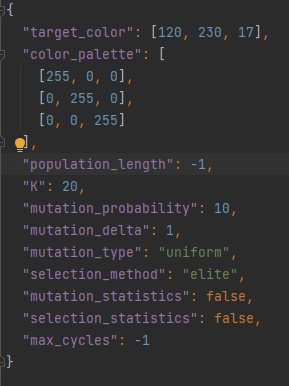 {
"target_color": [120, 230, 17],
"color_palette": [
[255, 0, 0],
[0, 255, 0],
[0, 0, 255]
],
"population_length": -1,
"K": 20,
"mutation_probability": 10,
"mutation_delta": 1,
"mutation_type": "uniform",
"selection_method": "elite",
"mutation_statistics": false,
"selection_statistics": false,
"max_cycles": -1
}